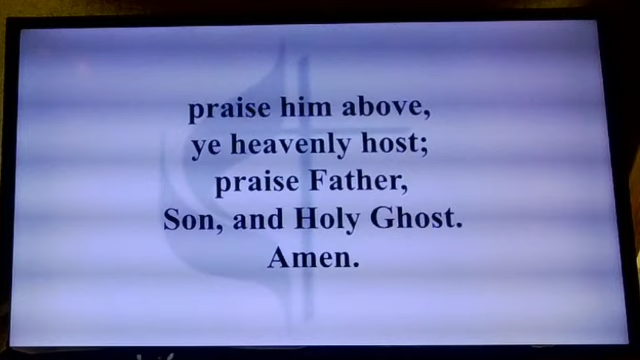 praise him above,
ye heavenly host;
praise Father,
Son, and Holy Ghost.
Amen.